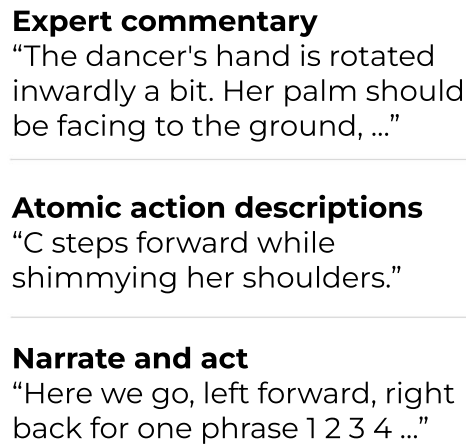 Expert commentary
“The dancer's hand is rotated
inwardly a bit. Her palm should
be facing to the ground, ...”
Atomic action descriptions
“C steps forward while
shimmying her shoulders.”
Narrate and act
“Here we go, left forward, right
back for one phrase 1 2 3 4 ...”